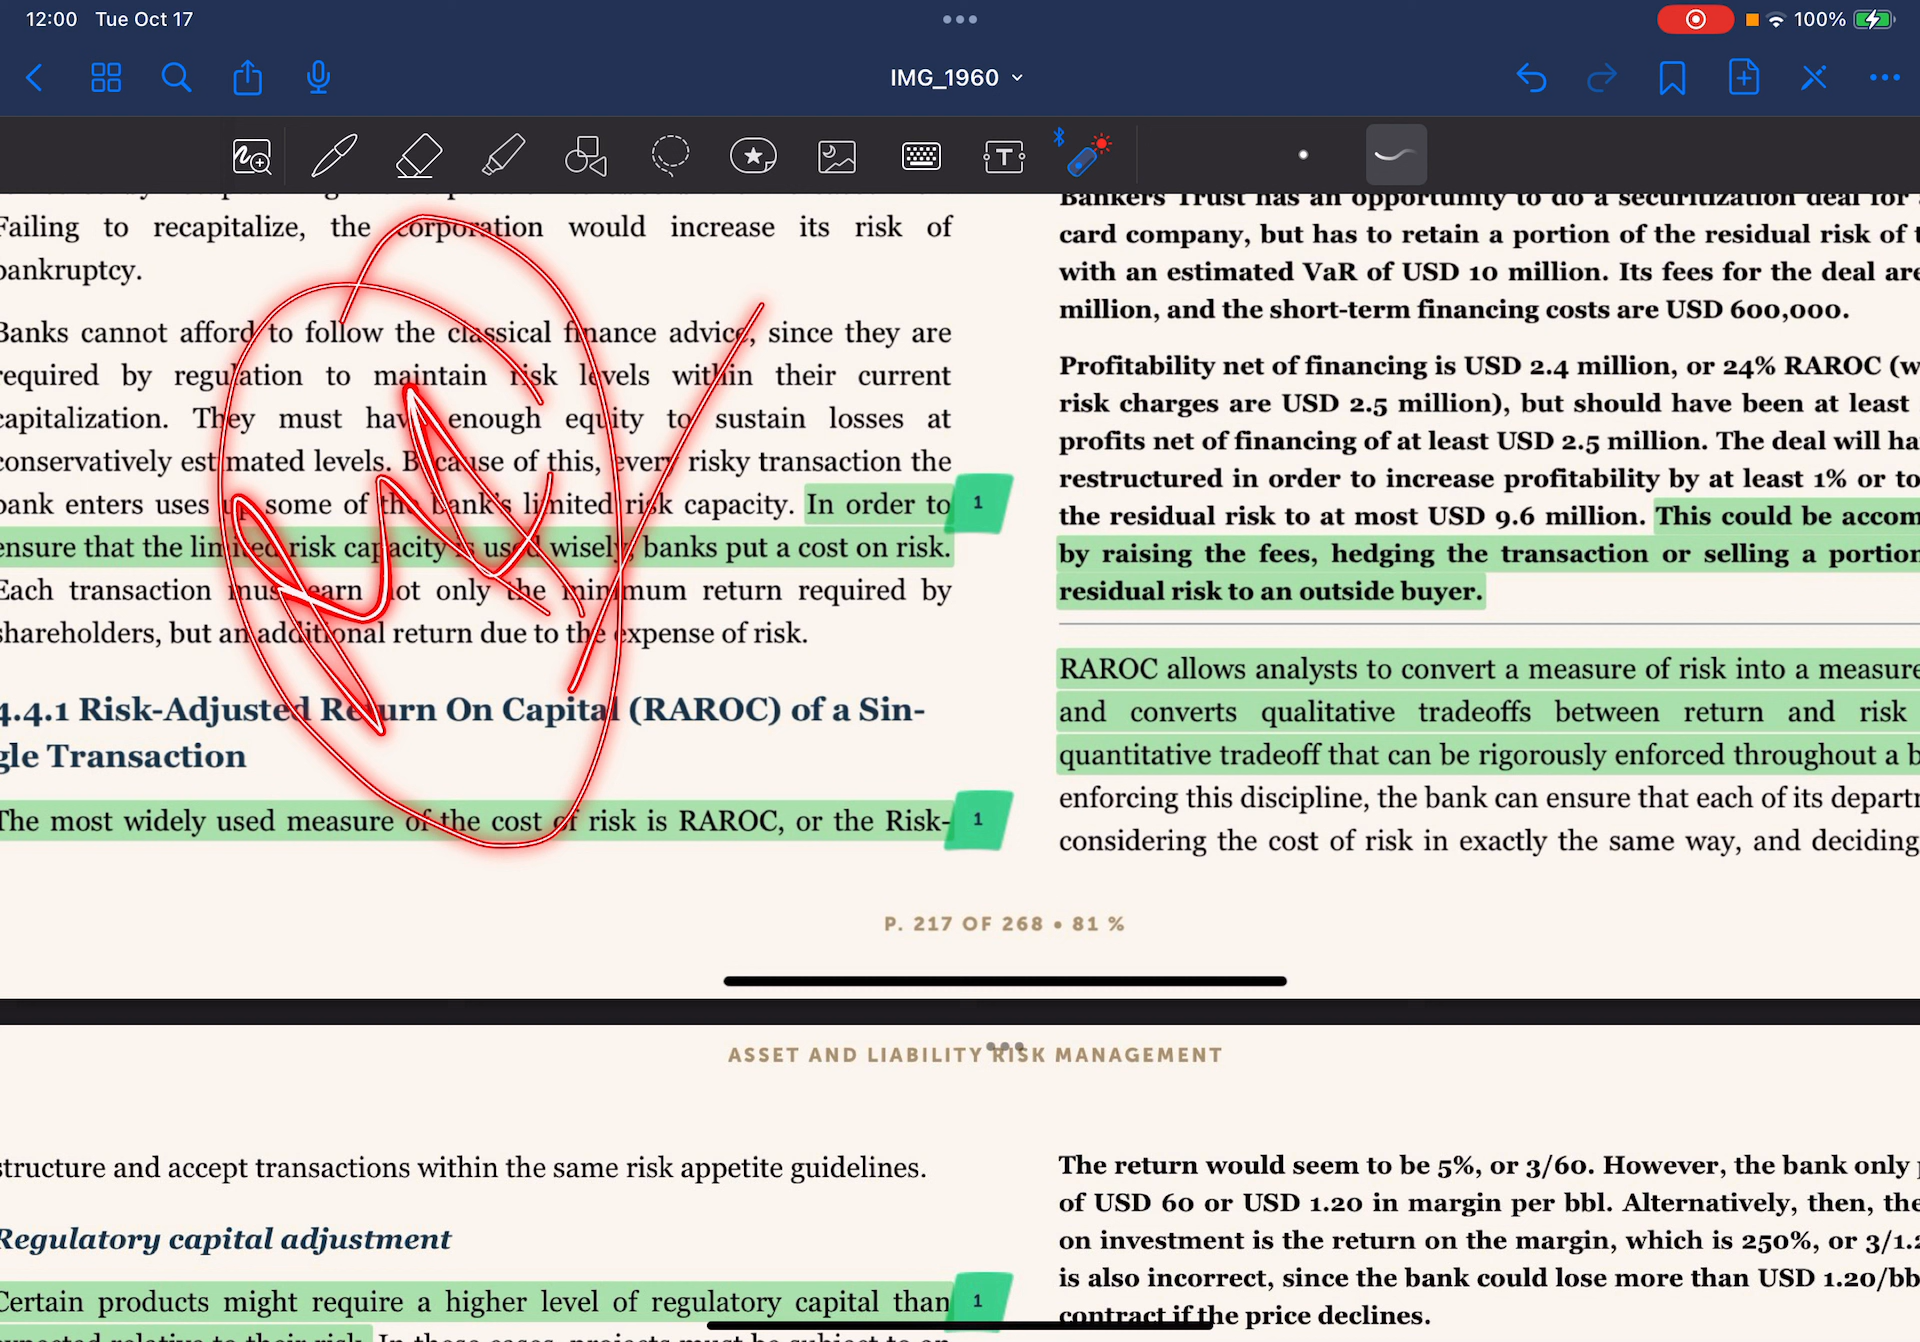 12:00 Tue Oct 17
100%
IMG_1960
Failing to recapitalize, the corporation would increase its risk of
bankruptcy.
Banks cannot afford to follow the classical finance advice, since they are
required by regulation to maintain risk levels within their current
capitalization. They must have enough equity to sustain losses at
conservatively estimated levels. Because of this, every risky transaction the
bank enters uses up some of the bank's limited risk capacity. In order to
1
ensure that the limited risk capacity is used wisely, banks put a cost on risk.
Each transaction must earn not only the minimum return required by
shareholders, but an additional return due to the expense of risk.
4.4.1 Risk-Adjusted Return On Capital (RAROC) of a Sin-
gle Transaction
The most widely used measure of the cost of risk is RAROC, or the Risk-
1
Bankers Trust has an opportunity to do a securitization deal for
card company, but has to retain a portion of the residual risk of
with an estimated VaR of USD 10 million. Its fees for the deal are
million, and the short-term financing costs are USD 600,000.
Profitability net of financing is USD 2.4 million, or 24% RAROC (w
risk charges are USD 2.5 million), but should have been at least
profits net of financing of at least USD 2.5 million. The deal will ha
restructured in order to increase profitability by at least 1% or to
the residual risk to at most USD 9.6 million. This could be accom
by raising the fees, hedging the transaction or selling a portion
residual risk to an outside buyer.
RAROC allows analysts to convert a measure of risk into a measure
and converts qualitative tradeoffs between return and risk
quantitative tradeoff that can be rigorously enforced throughout a b
enforcing this discipline, the bank can ensure that each of its departm
considering the cost of risk in exactly the same way, and deciding
P. 217 OF 268 • 81 %
ASSET AND LIABILITY RISK MANAGEMENT
structure and accept transactions within the same risk appetite guidelines.
Regulatory capital adjustment
Certain products might require a higher level of regulatory capital than
1
The return would seem to be 5%, or 3/60. However, the bank only p
of USD 60 or USD 1.20 in margin per bbl. Alternatively, then, the
on investment is the return on the margin, which is 250%, or 3/1.2
is also incorrect, since the bank could lose more than USD 1.20/bb
contract if the price declines.